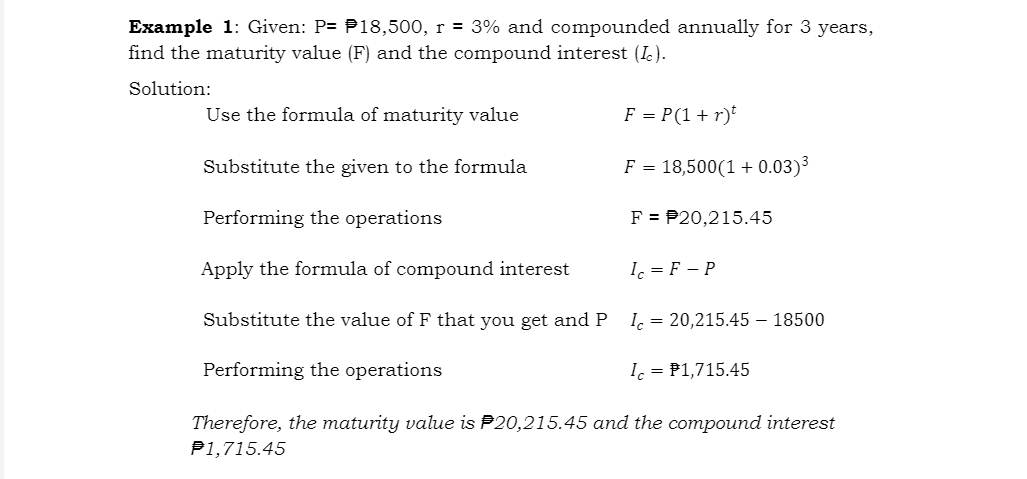 Example 1: Given: P= ₱18,500, r = 3% and compounded annually for 3 years,
find the maturity value (F) and the compound interest (Ic).
Solution:
Use the formula of maturity value F = P(1 + r)^t
Substitute the given to the formula F = 18,500(1 + 0.03)³
Performing the operations F = ₱20,215.45
Apply the formula of compound interest Ic = F − P
Substitute the value of F that you get and P Ic = 20,215.45 − 18500
Performing the operations Ic = ₱1,715.45
Therefore, the maturity value is ₱20,215.45 and the compound interest
₱1,715.45